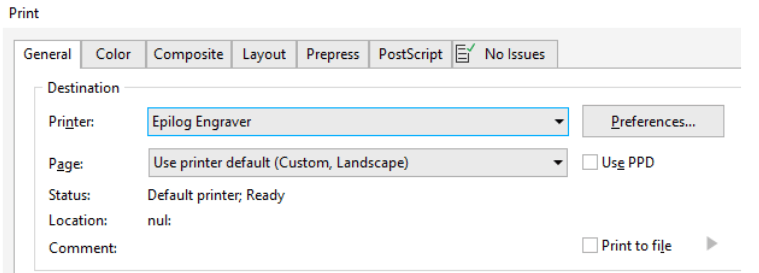 Print
General Color Composite Layout Prepress PostScript No Issues
Destination
Printer: Epilog Engraver Preferences...
Page: Use printer default (Custom, Landscape) Use PPD
Status: Default printer; Ready
Location: nul:
Comment: Print to file